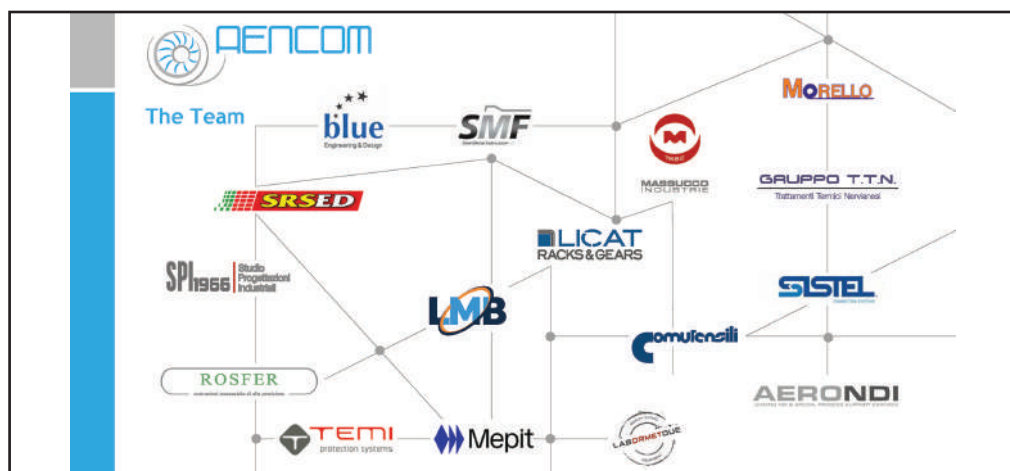 AENCOM
The Team
blue
Engineering & Design
SMF
MORELLO
MASSUCCO
INDUSTRIE
SRSED
GRUPPO T.T.N.
Trattamenti Termici Nervianesi
LICAT
RACKS & GEARS
SPI1966
Studio
Progettazioni
Industriali
SISTEL
LMB
Comutensili
ROSFER
AERONDI
TEMI
protection systems
Mepit
LABORMETDUE